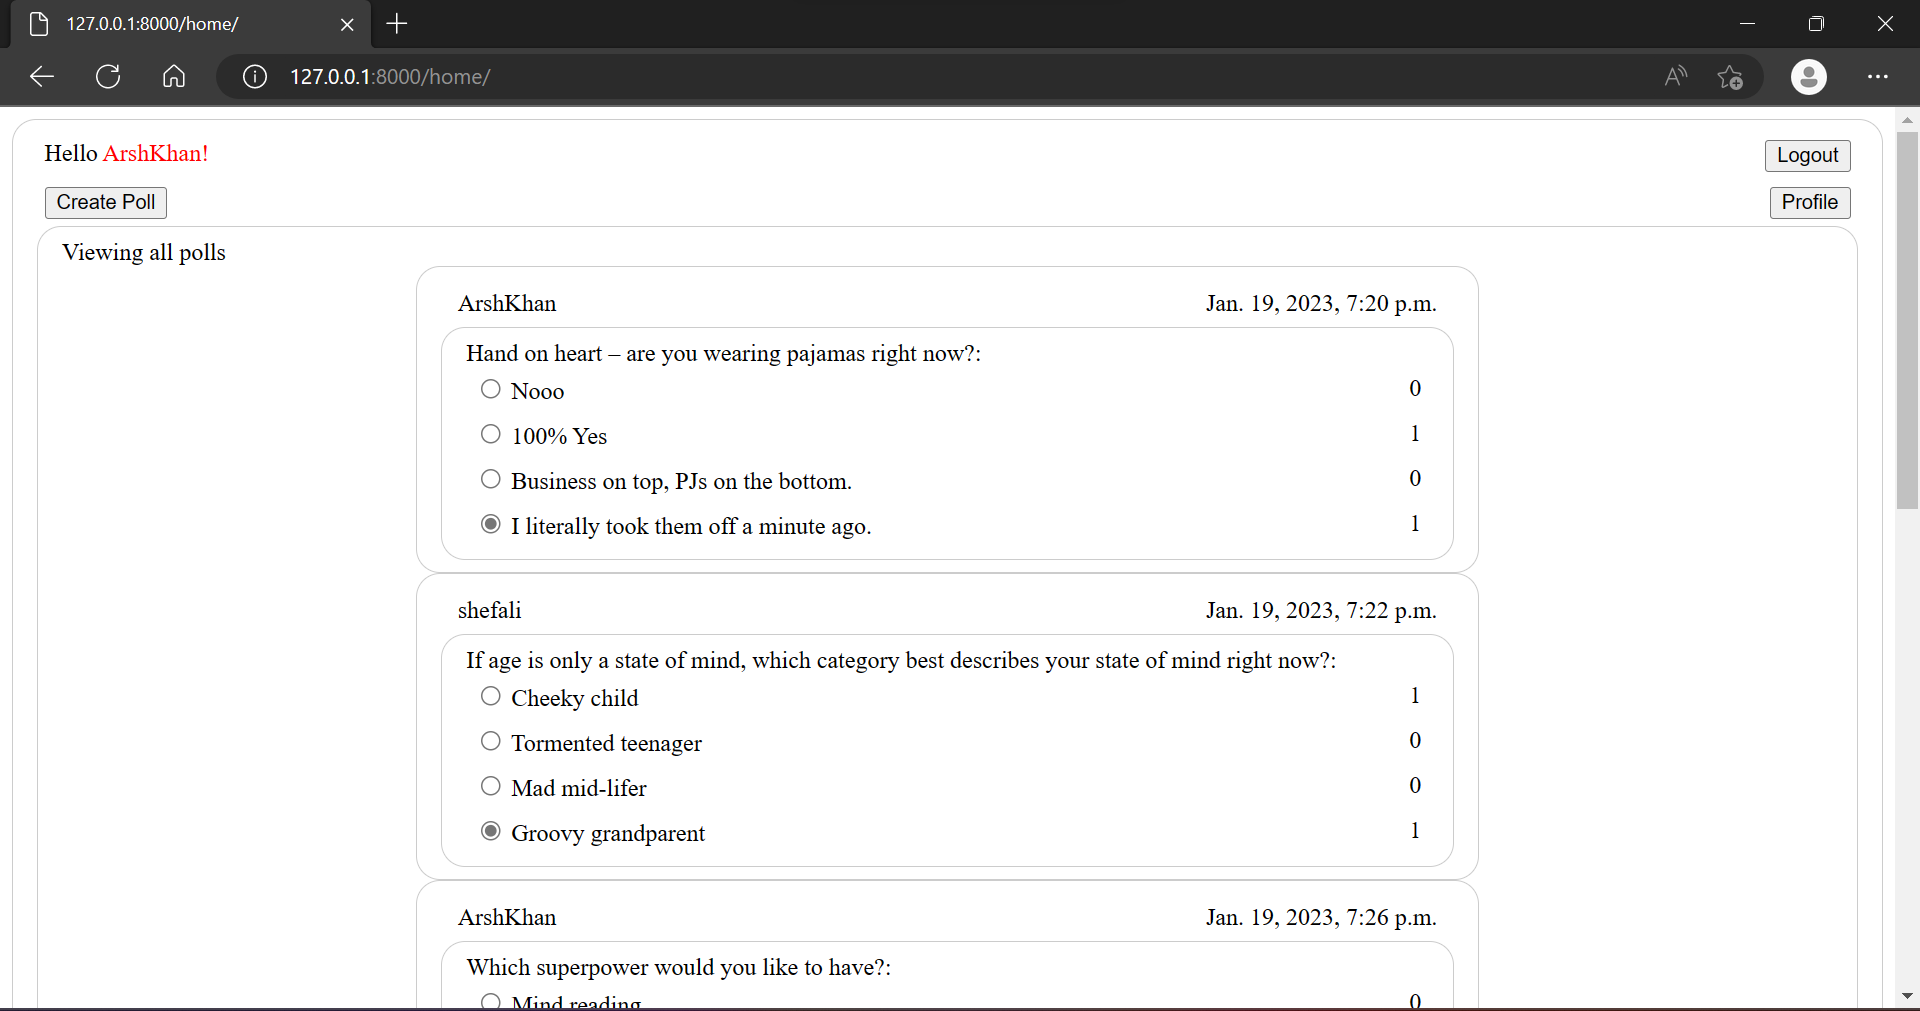 127.0.0.1:8000/home/
127.0.0.1:8000/home/
Hello ArshKhan!
Logout
Create Poll
Profile
Viewing all polls
ArshKhan Jan. 19, 2023, 7:20 p.m.
Hand on heart – are you wearing pajamas right now?:
Nooo 0
100% Yes 1
Business on top, PJs on the bottom. 0
I literally took them off a minute ago. 1
shefali Jan. 19, 2023, 7:22 p.m.
If age is only a state of mind, which category best describes your state of mind right now?:
Cheeky child 1
Tormented teenager 0
Mad mid-lifer 0
Groovy grandparent 1
ArshKhan Jan. 19, 2023, 7:26 p.m.
Which superpower would you like to have?:
Mind reading 0